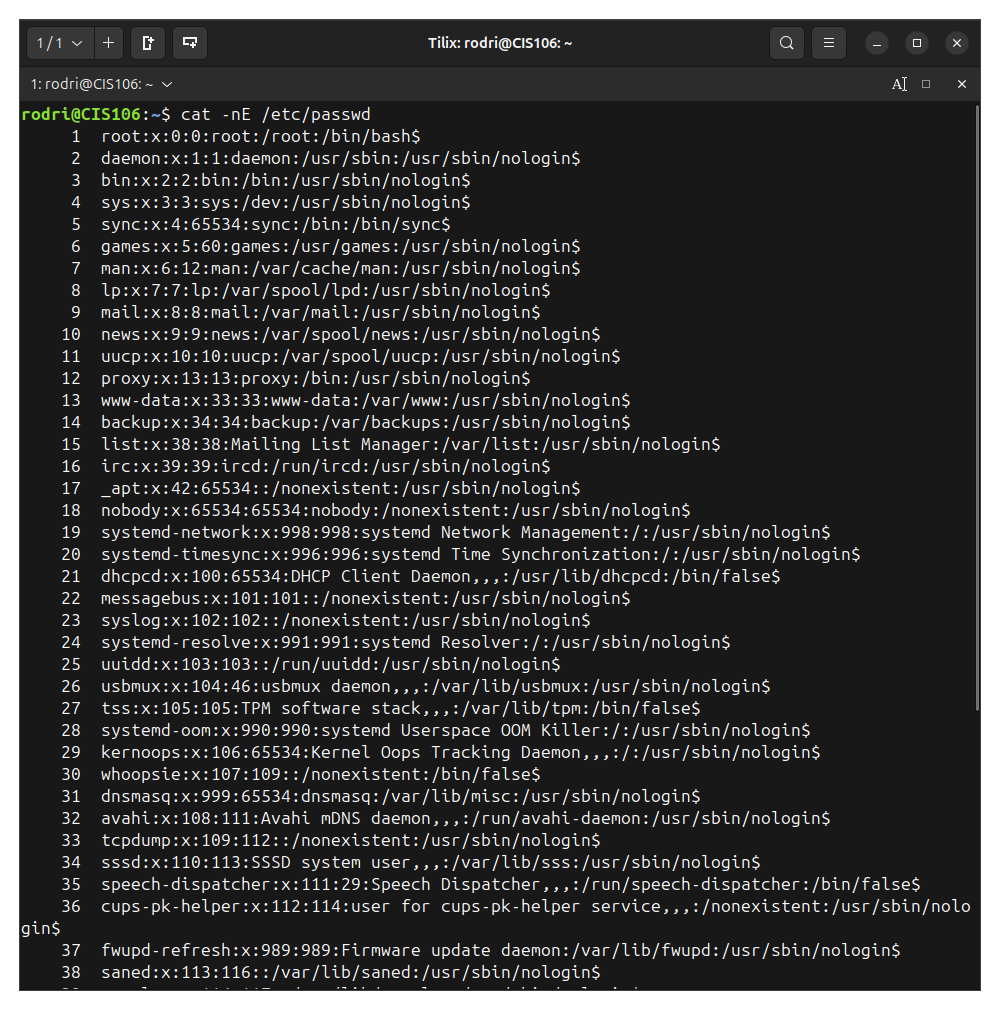 1 / 1
Tilix: rodri@CIS106: ~
1: rodri@CIS106: ~
rodri@CIS106:~$ cat -nE /etc/passwd
1 root:x:0:0:root:/root:/bin/bash$
2 daemon:x:1:1:daemon:/usr/sbin:/usr/sbin/nologin$
3 bin:x:2:2:bin:/bin:/usr/sbin/nologin$
4 sys:x:3:3:sys:/dev:/usr/sbin/nologin$
5 sync:x:4:65534:sync:/bin:/bin/sync$
6 games:x:5:60:games:/usr/games:/usr/sbin/nologin$
7 man:x:6:12:man:/var/cache/man:/usr/sbin/nologin$
8 lp:x:7:7:lp:/var/spool/lpd:/usr/sbin/nologin$
9 mail:x:8:8:mail:/var/mail:/usr/sbin/nologin$
10 news:x:9:9:news:/var/spool/news:/usr/sbin/nologin$
11 uucp:x:10:10:uucp:/var/spool/uucp:/usr/sbin/nologin$
12 proxy:x:13:13:proxy:/bin:/usr/sbin/nologin$
13 www-data:x:33:33:www-data:/var/www:/usr/sbin/nologin$
14 backup:x:34:34:backup:/var/backups:/usr/sbin/nologin$
15 list:x:38:38:Mailing List Manager:/var/list:/usr/sbin/nologin$
16 irc:x:39:39:ircd:/run/ircd:/usr/sbin/nologin$
17 _apt:x:42:65534::/nonexistent:/usr/sbin/nologin$
18 nobody:x:65534:65534:nobody:/nonexistent:/usr/sbin/nologin$
19 systemd-network:x:998:998:systemd Network Management:/:/usr/sbin/nologin$
20 systemd-timesync:x:996:996:systemd Time Synchronization:/:/usr/sbin/nologin$
21 dhcpcd:x:100:65534:DHCP Client Daemon,,,:/usr/lib/dhcpcd:/bin/false$
22 messagebus:x:101:101::/nonexistent:/usr/sbin/nologin$
23 syslog:x:102:102::/nonexistent:/usr/sbin/nologin$
24 systemd-resolve:x:991:991:systemd Resolver:/:/usr/sbin/nologin$
25 uuidd:x:103:103::/run/uuidd:/usr/sbin/nologin$
26 usbmux:x:104:46:usbmux daemon,,,:/var/lib/usbmux:/usr/sbin/nologin$
27 tss:x:105:105:TPM software stack,,,:/var/lib/tpm:/bin/false$
28 systemd-oom:x:990:990:systemd Userspace OOM Killer:/:/usr/sbin/nologin$
29 kernoops:x:106:65534:Kernel Oops Tracking Daemon,,,:/:/usr/sbin/nologin$
30 whoopsie:x:107:109::/nonexistent:/bin/false$
31 dnsmasq:x:999:65534:dnsmasq:/var/lib/misc:/usr/sbin/nologin$
32 avahi:x:108:111:Avahi mDNS daemon,,,:/run/avahi-daemon:/usr/sbin/nologin$
33 tcpdump:x:109:112::/nonexistent:/usr/sbin/nologin$
34 sssd:x:110:113:SSSD system user,,,:/var/lib/sss:/usr/sbin/nologin$
35 speech-dispatcher:x:111:29:Speech Dispatcher,,,:/run/speech-dispatcher:/bin/false$
36 cups-pk-helper:x:112:114:user for cups-pk-helper service,,,:/nonexistent:/usr/sbin/nolo
gin$
37 fwupd-refresh:x:989:989:Firmware update daemon:/var/lib/fwupd:/usr/sbin/nologin$
38 saned:x:113:116::/var/lib/saned:/usr/sbin/nologin$